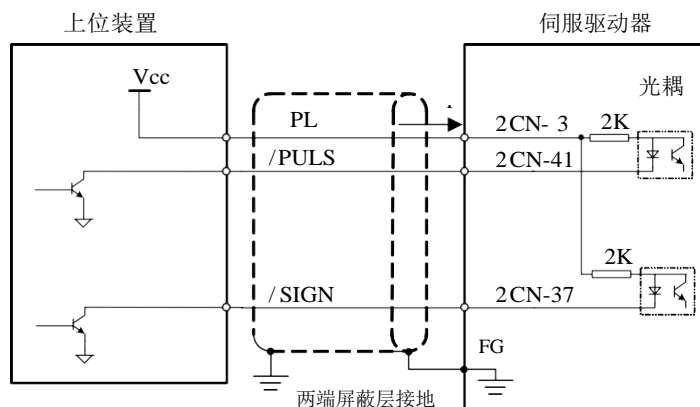 上位装置
伺服驱动器
Vcc
光耦
PL
2CN- 3
2K
/PULS
2CN-41
2K
/SIGN
2CN-37
FG
两端屏蔽层接地